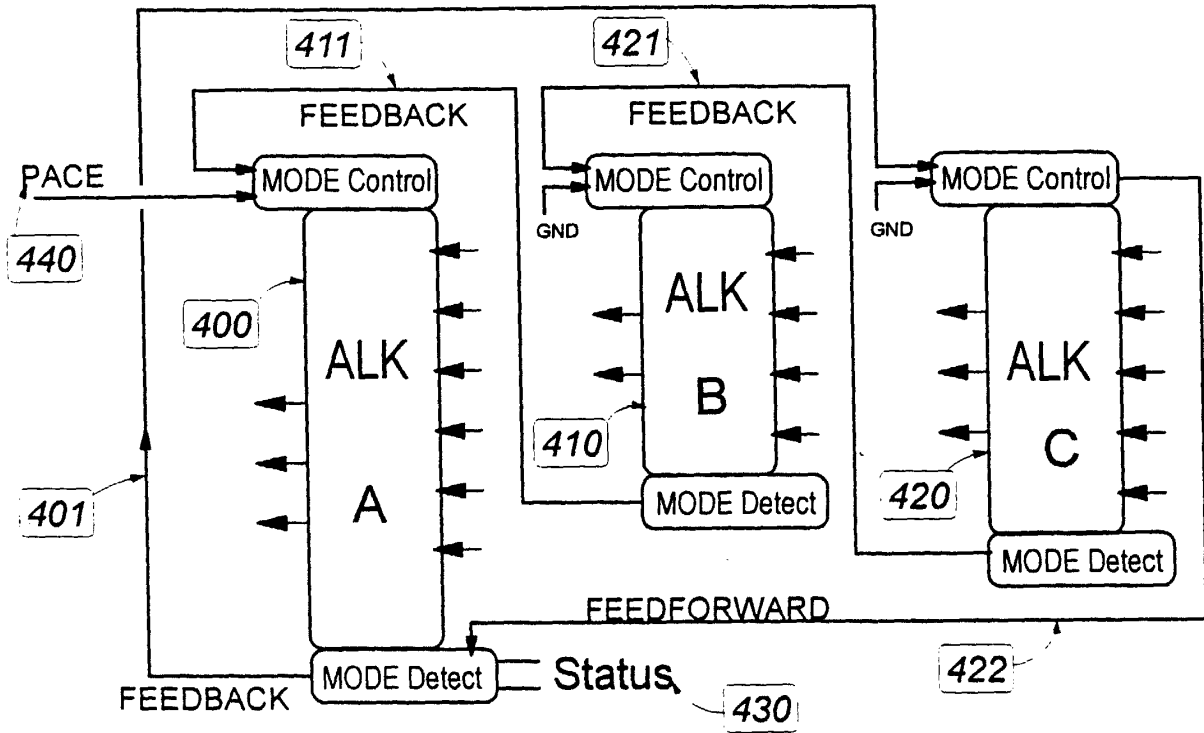 411
421
FEEDBACK
FEEDBACK
PACE
MODE Control
MODE Control
MODE Control
440
GND
GND
400
ALK
A
ALK
B
ALK
C
410
420
401
MODE Detect
MODE Detect
FEEDFORWARD
MODE Detect
Status
FEEDBACK
430
422